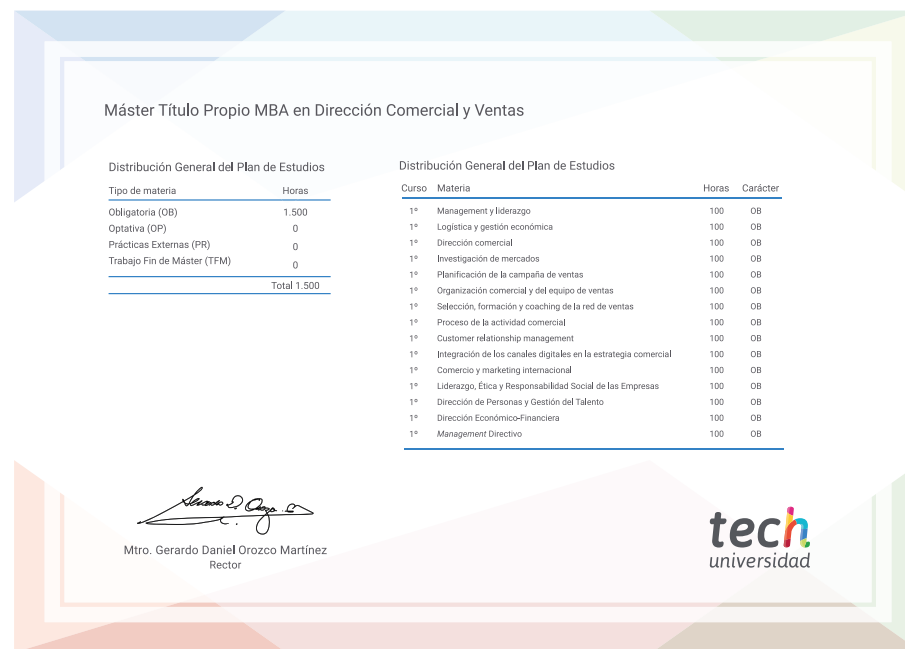 Máster Título Propio MBA en Dirección Comercial y Ventas
Distribución General del Plan de Estudios
Tipo de materia Horas
Obligatoria (OB) 1.500
Optativa (OP) 0
Prácticas Externas (PR) 0
Trabajo Fin de Máster (TFM) 0
Total 1.500
Distribución General del Plan de Estudios
Curso Materia Horas Carácter
1º Management y liderazgo 100 OB
1º Logística y gestión económica 100 OB
1º Dirección comercial 100 OB
1º Investigación de mercados 100 OB
1º Planificación de la campaña de ventas 100 OB
1º Organización comercial y del equipo de ventas 100 OB
1º Selección, formación y coaching de la red de ventas 100 OB
1º Proceso de la actividad comercial 100 OB
1º Customer relationship management 100 OB
1º Integración de los canales digitales en la estrategia comercial 100 OB
1º Comercio y marketing internacional 100 OB
1º Liderazgo, Ética y Responsabilidad Social de las Empresas 100 OB
1º Dirección de Personas y Gestión del Talento 100 OB
1º Dirección Económico-Financiera 100 OB
1º Management Directivo 100 OB
Mtro. Gerardo Daniel Orozco Martínez
Rector
tech
universidad